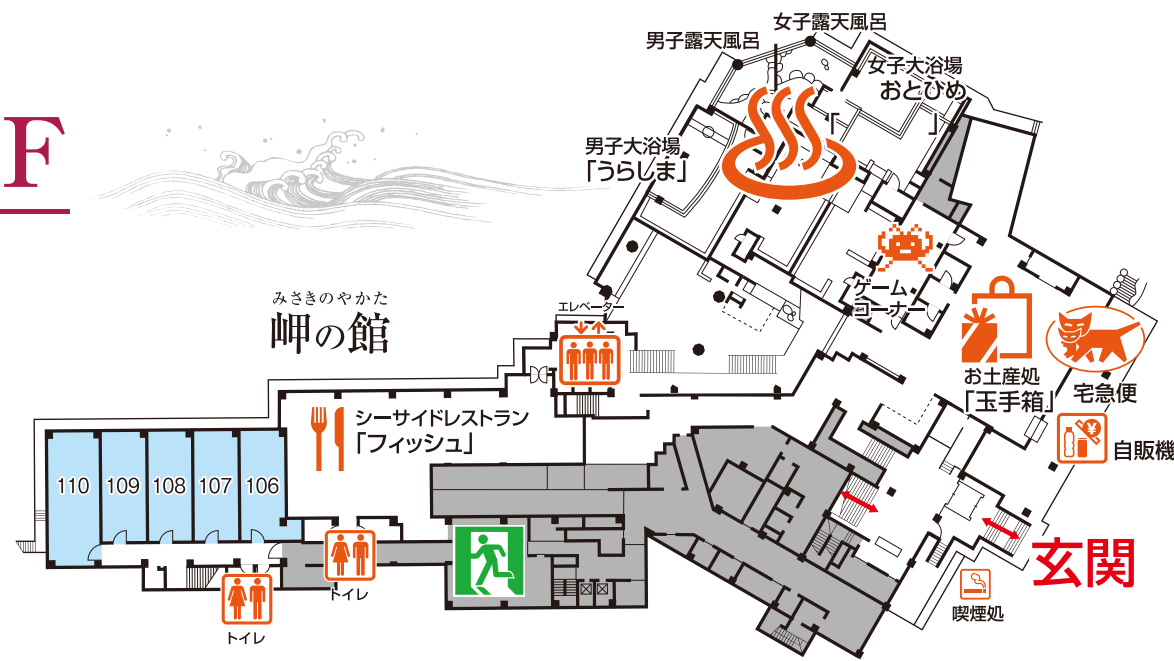 女子露天風呂
男子露天風呂
女子大浴場
「おとひめ」
男子大浴場
「うらしま」
F
みさきのやかた
岬の館
エレベーター
ゲーム
コーナー
お土産処
「玉手箱」
宅急便
シーサイドレストラン
「フィッシュ」
¥
自販機
110
109
108
107
106
玄関
トイレ
トイレ
喫煙処